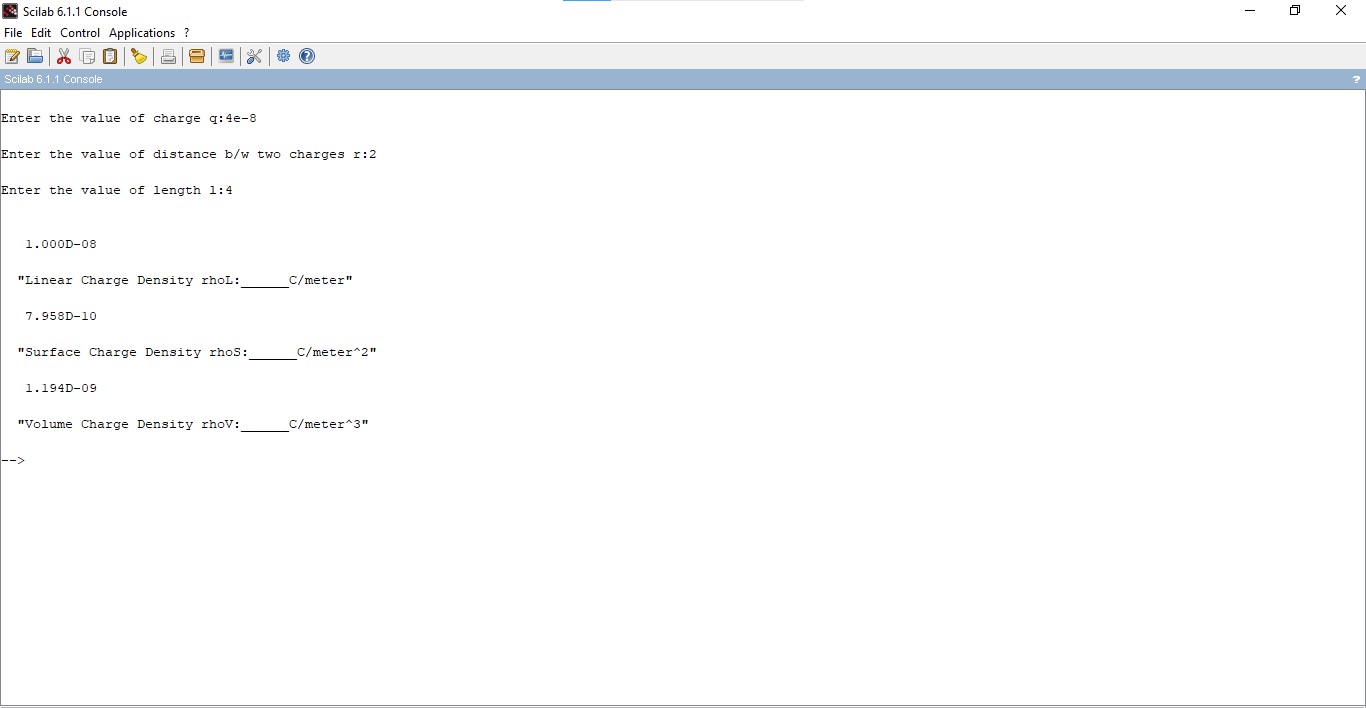 Scilab 6.1.1 Console
File Edit Control Applications ?
Scilab 6.1.1 Console ?
Enter the value of charge q:4e-8
Enter the value of distance b/w two charges r:2
Enter the value of length l:4
1.000D-08
"Linear Charge Density rhoL:______C/meter"
7.958D-10
"Surface Charge Density rhoS:______C/meter^2"
1.194D-09
"Volume Charge Density rhoV:______C/meter^3"
-->